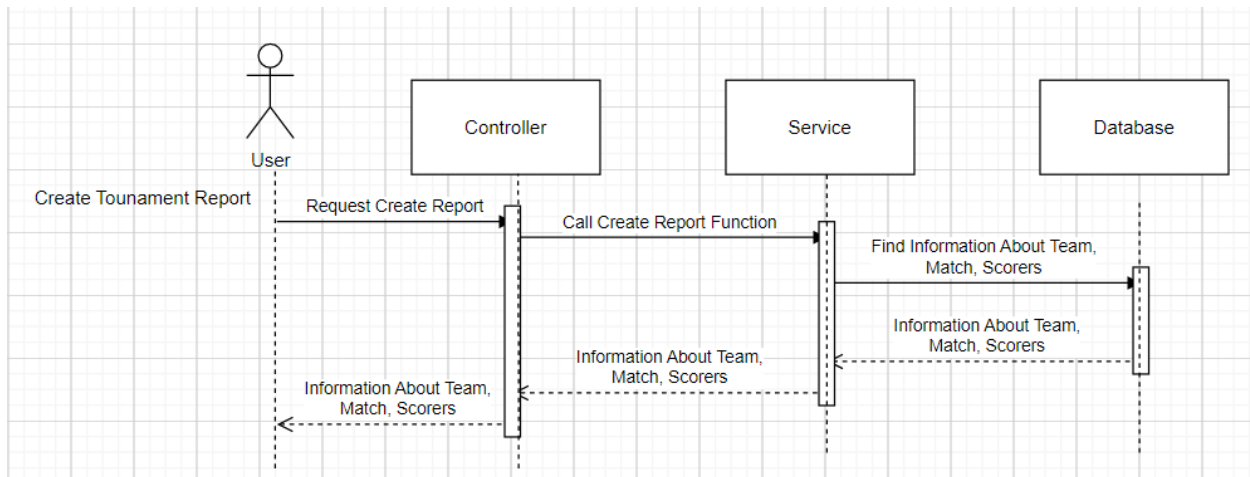 Controller
Service
Database
User
Create Tounament Report
Request Create Report
Call Create Report Function
Find Information About Team,
Match, Scorers
Information About Team,
Match, Scorers
Information About Team,
Match, Scorers
Information About Team,
Match, Scorers